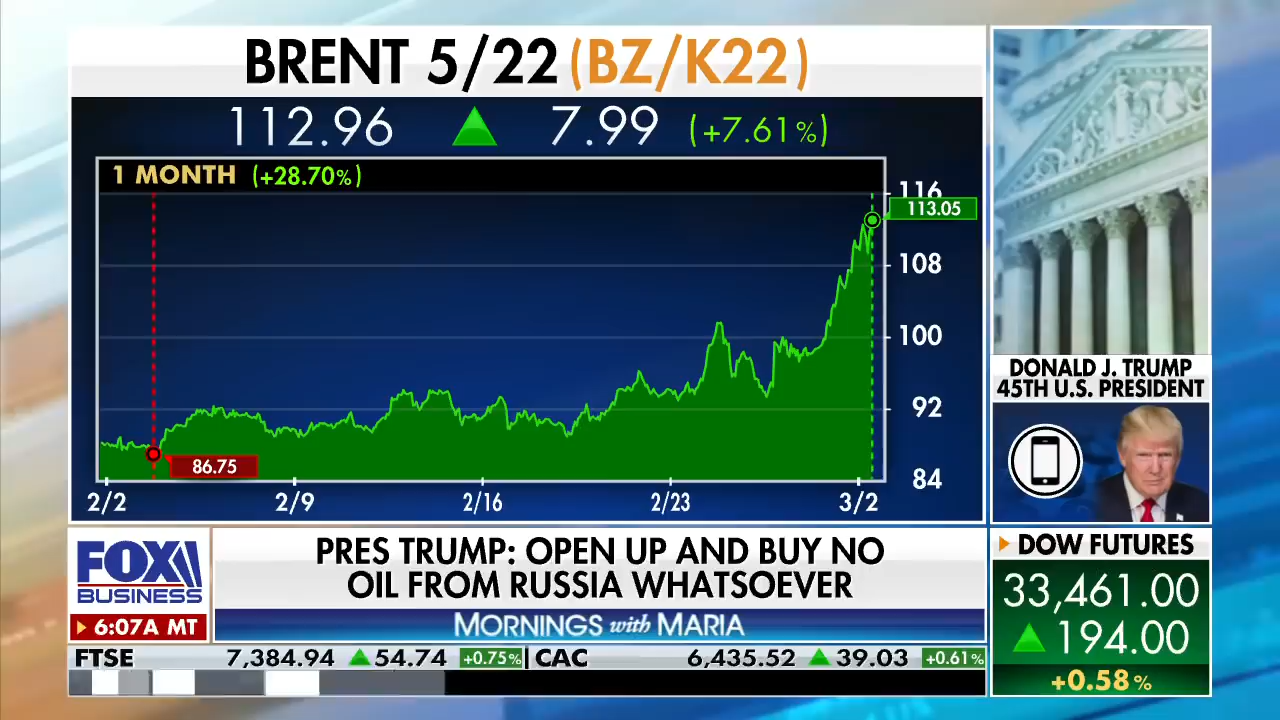 BRENT 5/22 (BZ/K22)
112.96 ▲ 7.99 (+7.61%)
1 MONTH (+28.70%)
116
113.05
108
100
92
84
86.75
2/2 2/9 2/16 2/23 3/2
DONALD J. TRUMP
45TH U.S. PRESIDENT
FOX
BUSINESS
6:07A MT
PRES TRUMP: OPEN UP AND BUY NO
OIL FROM RUSSIA WHATSOEVER
MORNINGS with MARIA
DOW FUTURES
33,461.00
▲ 194.00
+0.58%
FTSE 7,384.94 ▲ 54.74 +0.75% CAC 6,435.52 ▲ 39.03 +0.61%